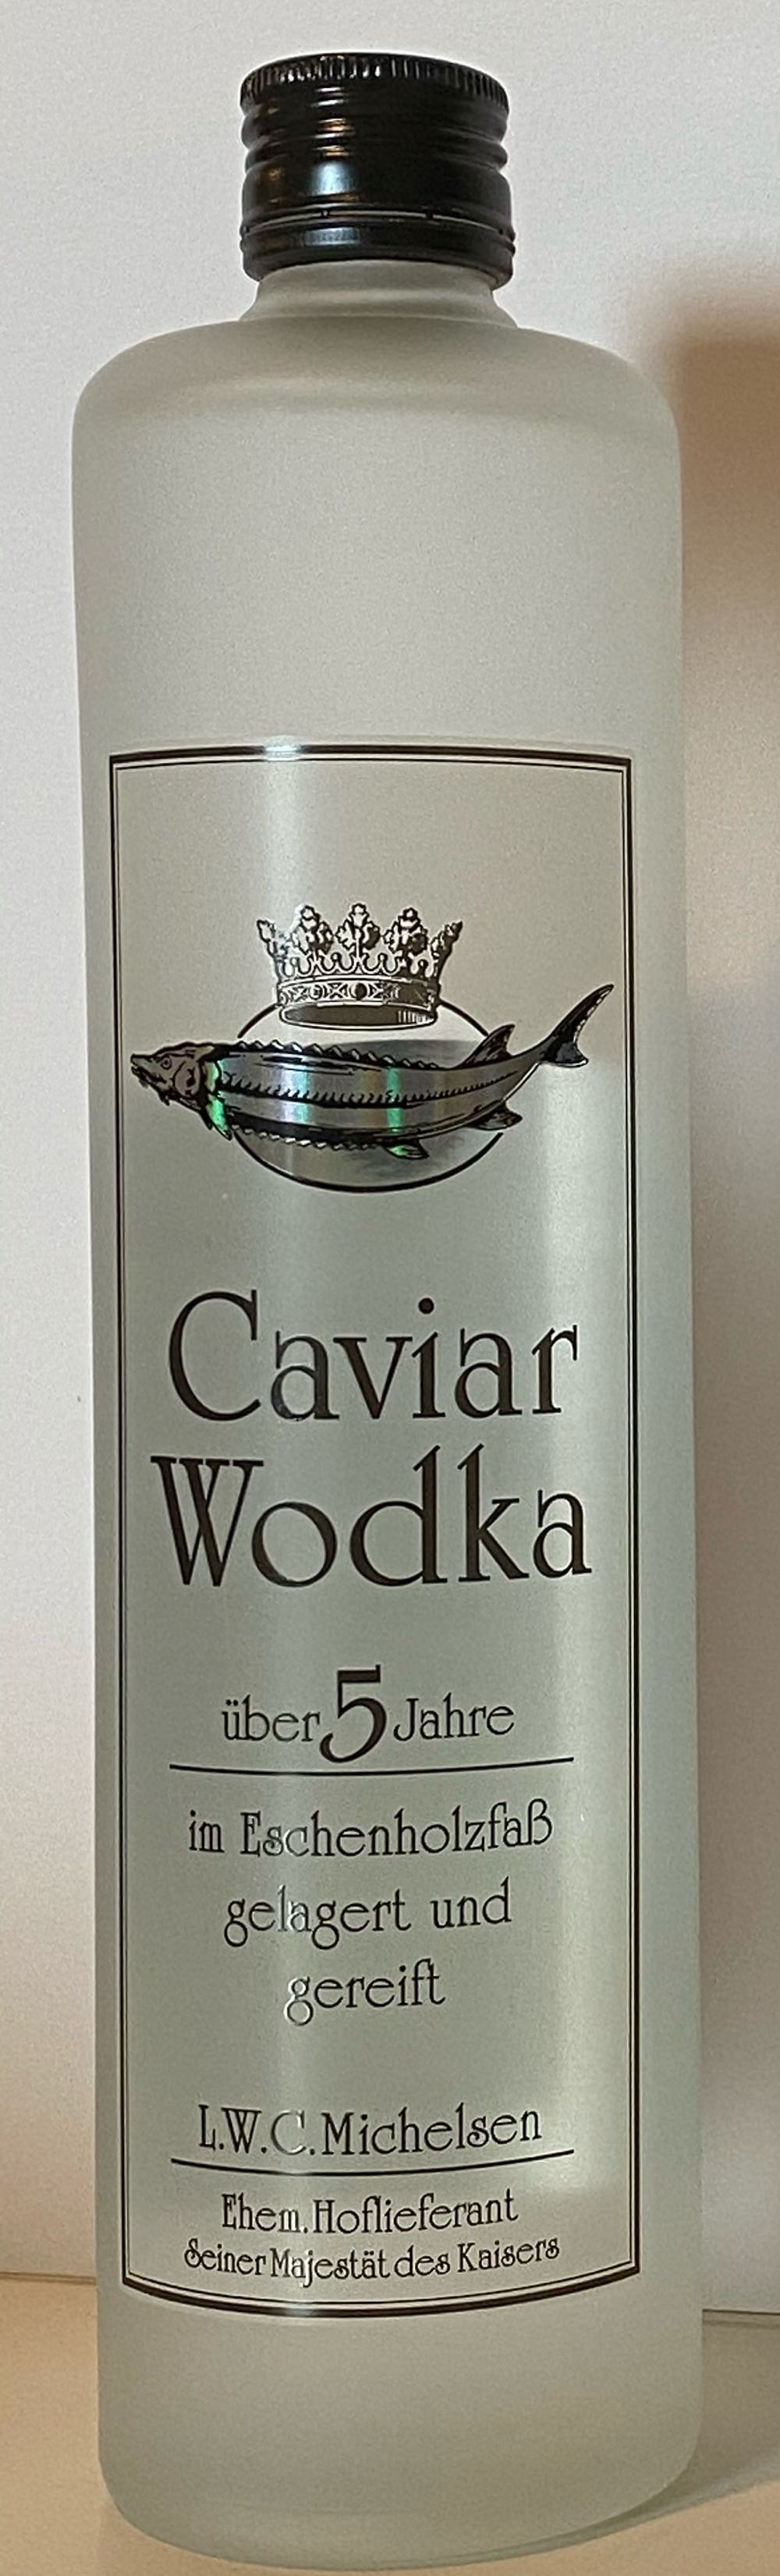 Caviar
Wodka
über 5 Jahre
im Eschenholzfaß
gelagert und
gereift
L.W.C. Michelsen
Ehem. Hoflieferant
Seiner Majestät des Kaisers